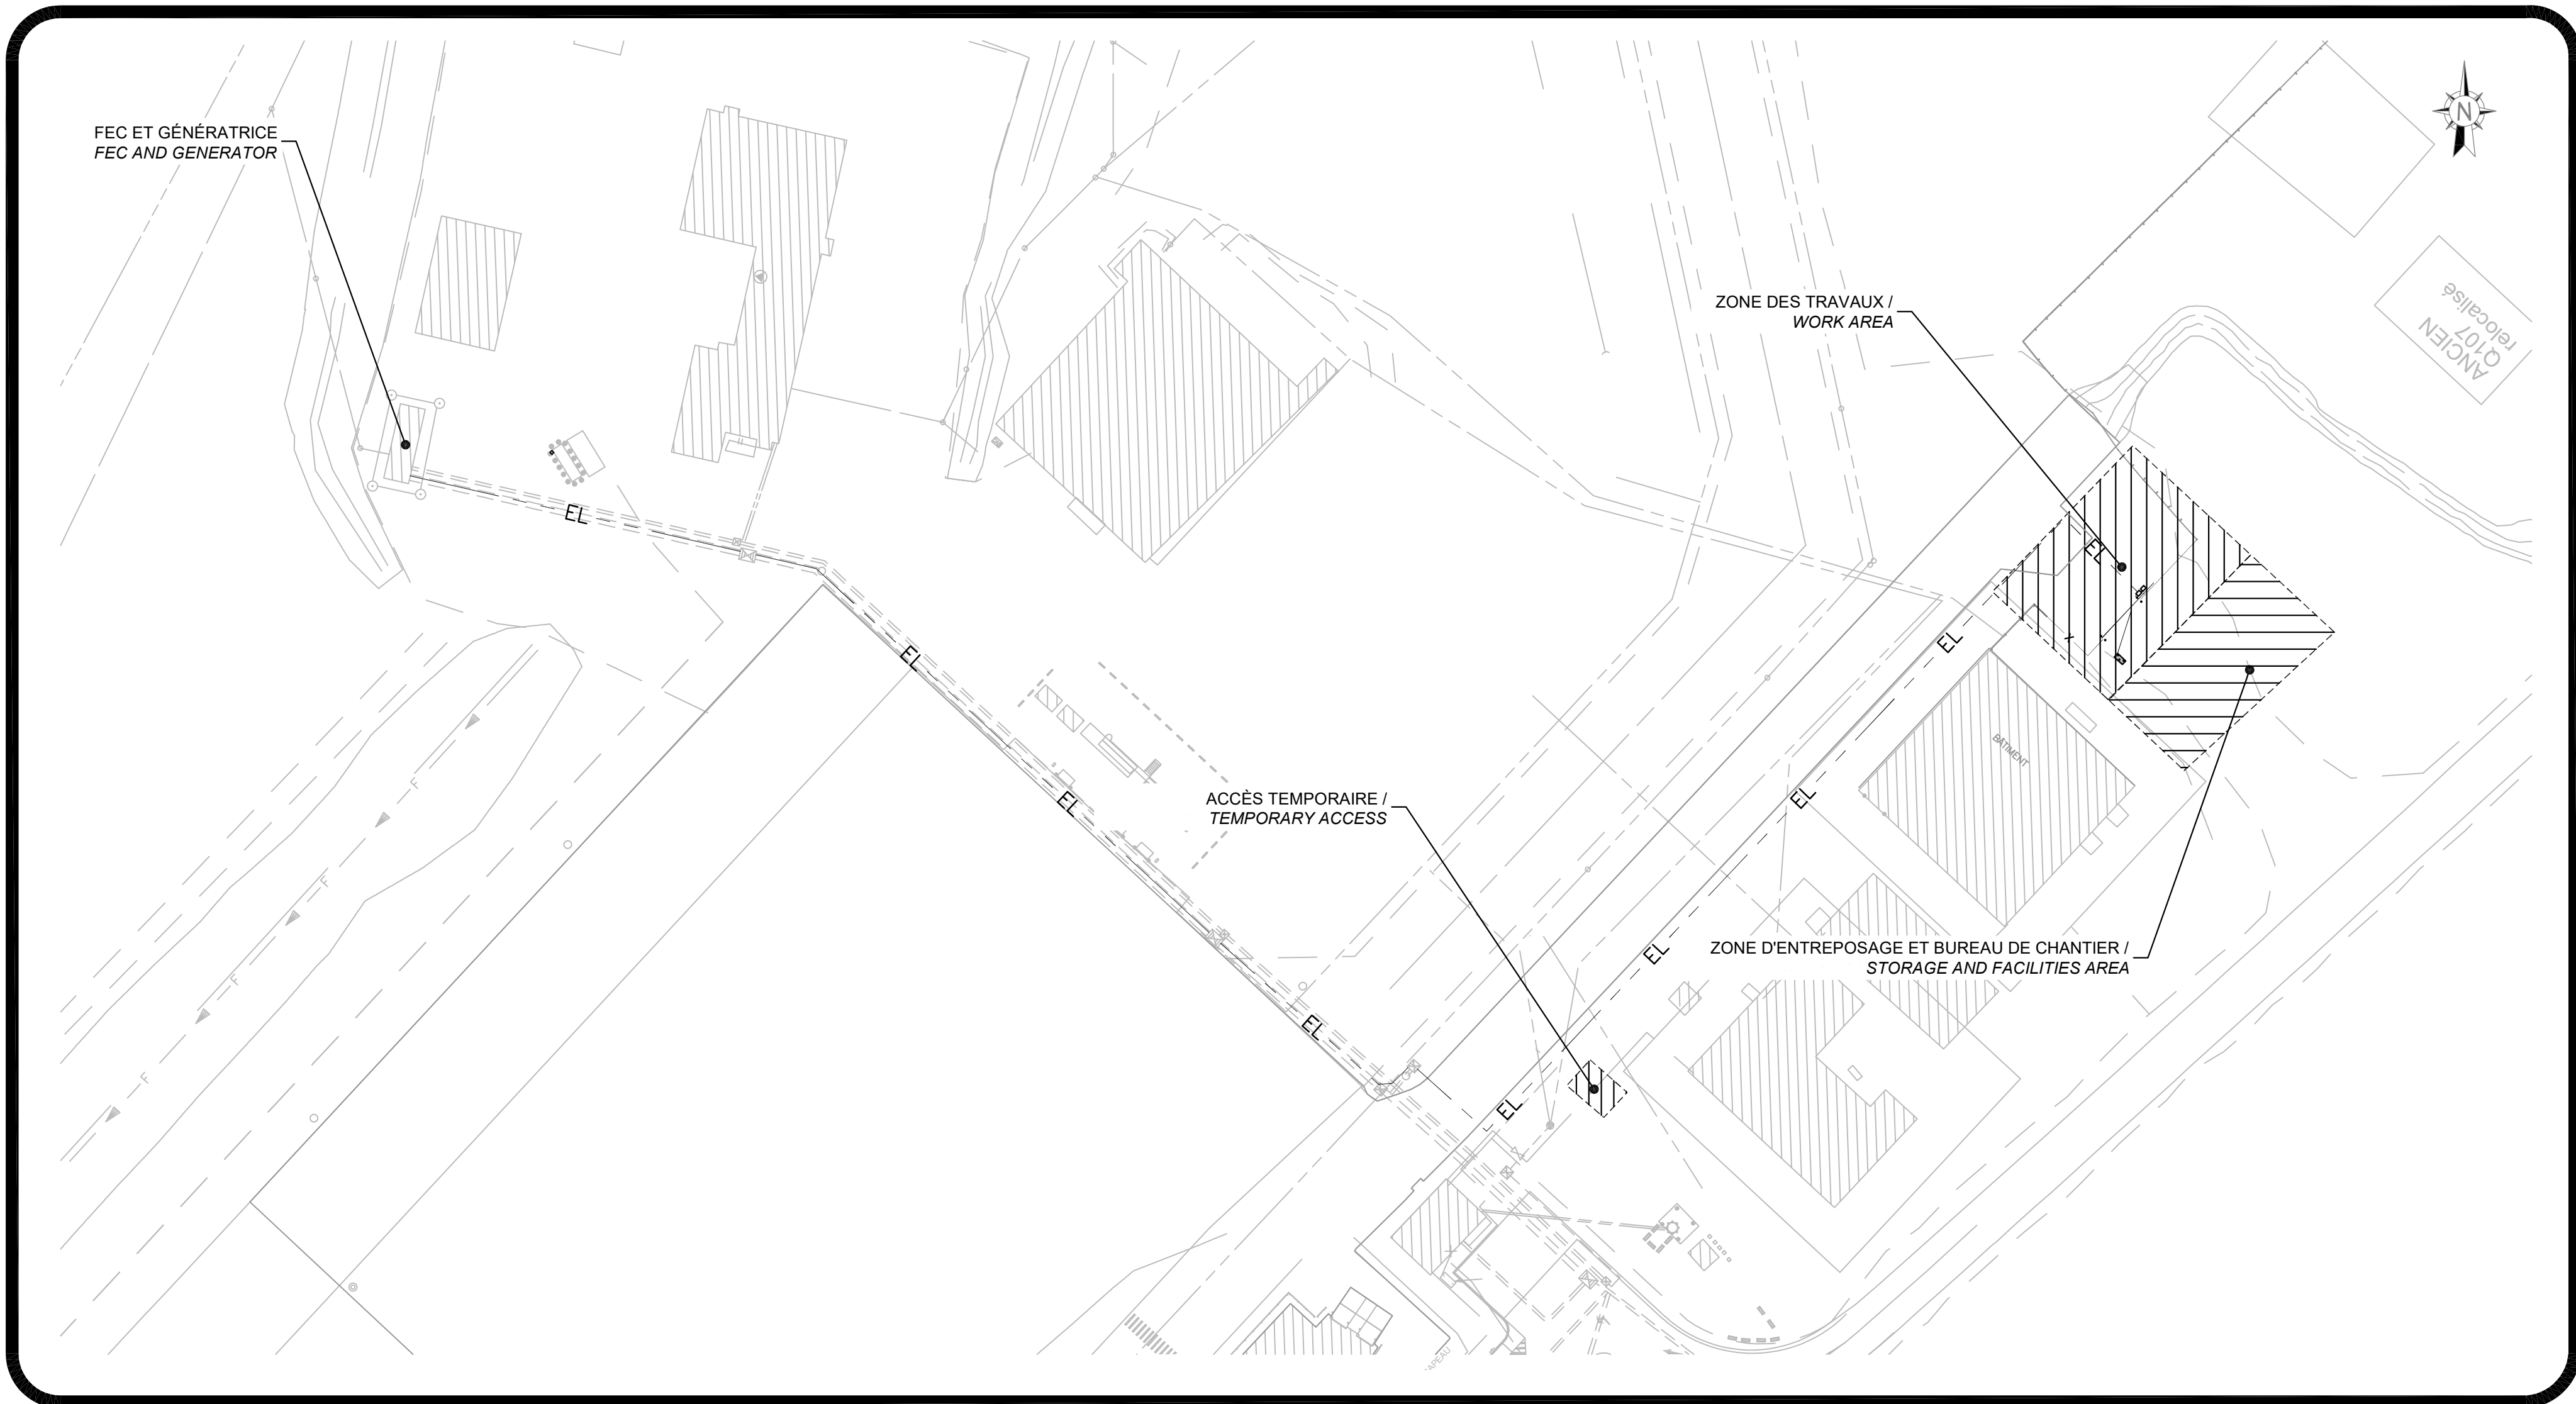 FEC ET GÉNÉRATRICE
FEC AND GENERATOR
N
ZONE DES TRAVAUX /
WORK AREA
ANCIEN
Q107
relocalisé
EL
EL
EL
EL
EL
EL
EL
EL
EL
BÂTIMENT
ACCÈS TEMPORAIRE /
TEMPORARY ACCESS
ZONE D'ENTREPOSAGE ET BUREAU DE CHANTIER /
STORAGE AND FACILITIES AREA
F
F
F
F
X